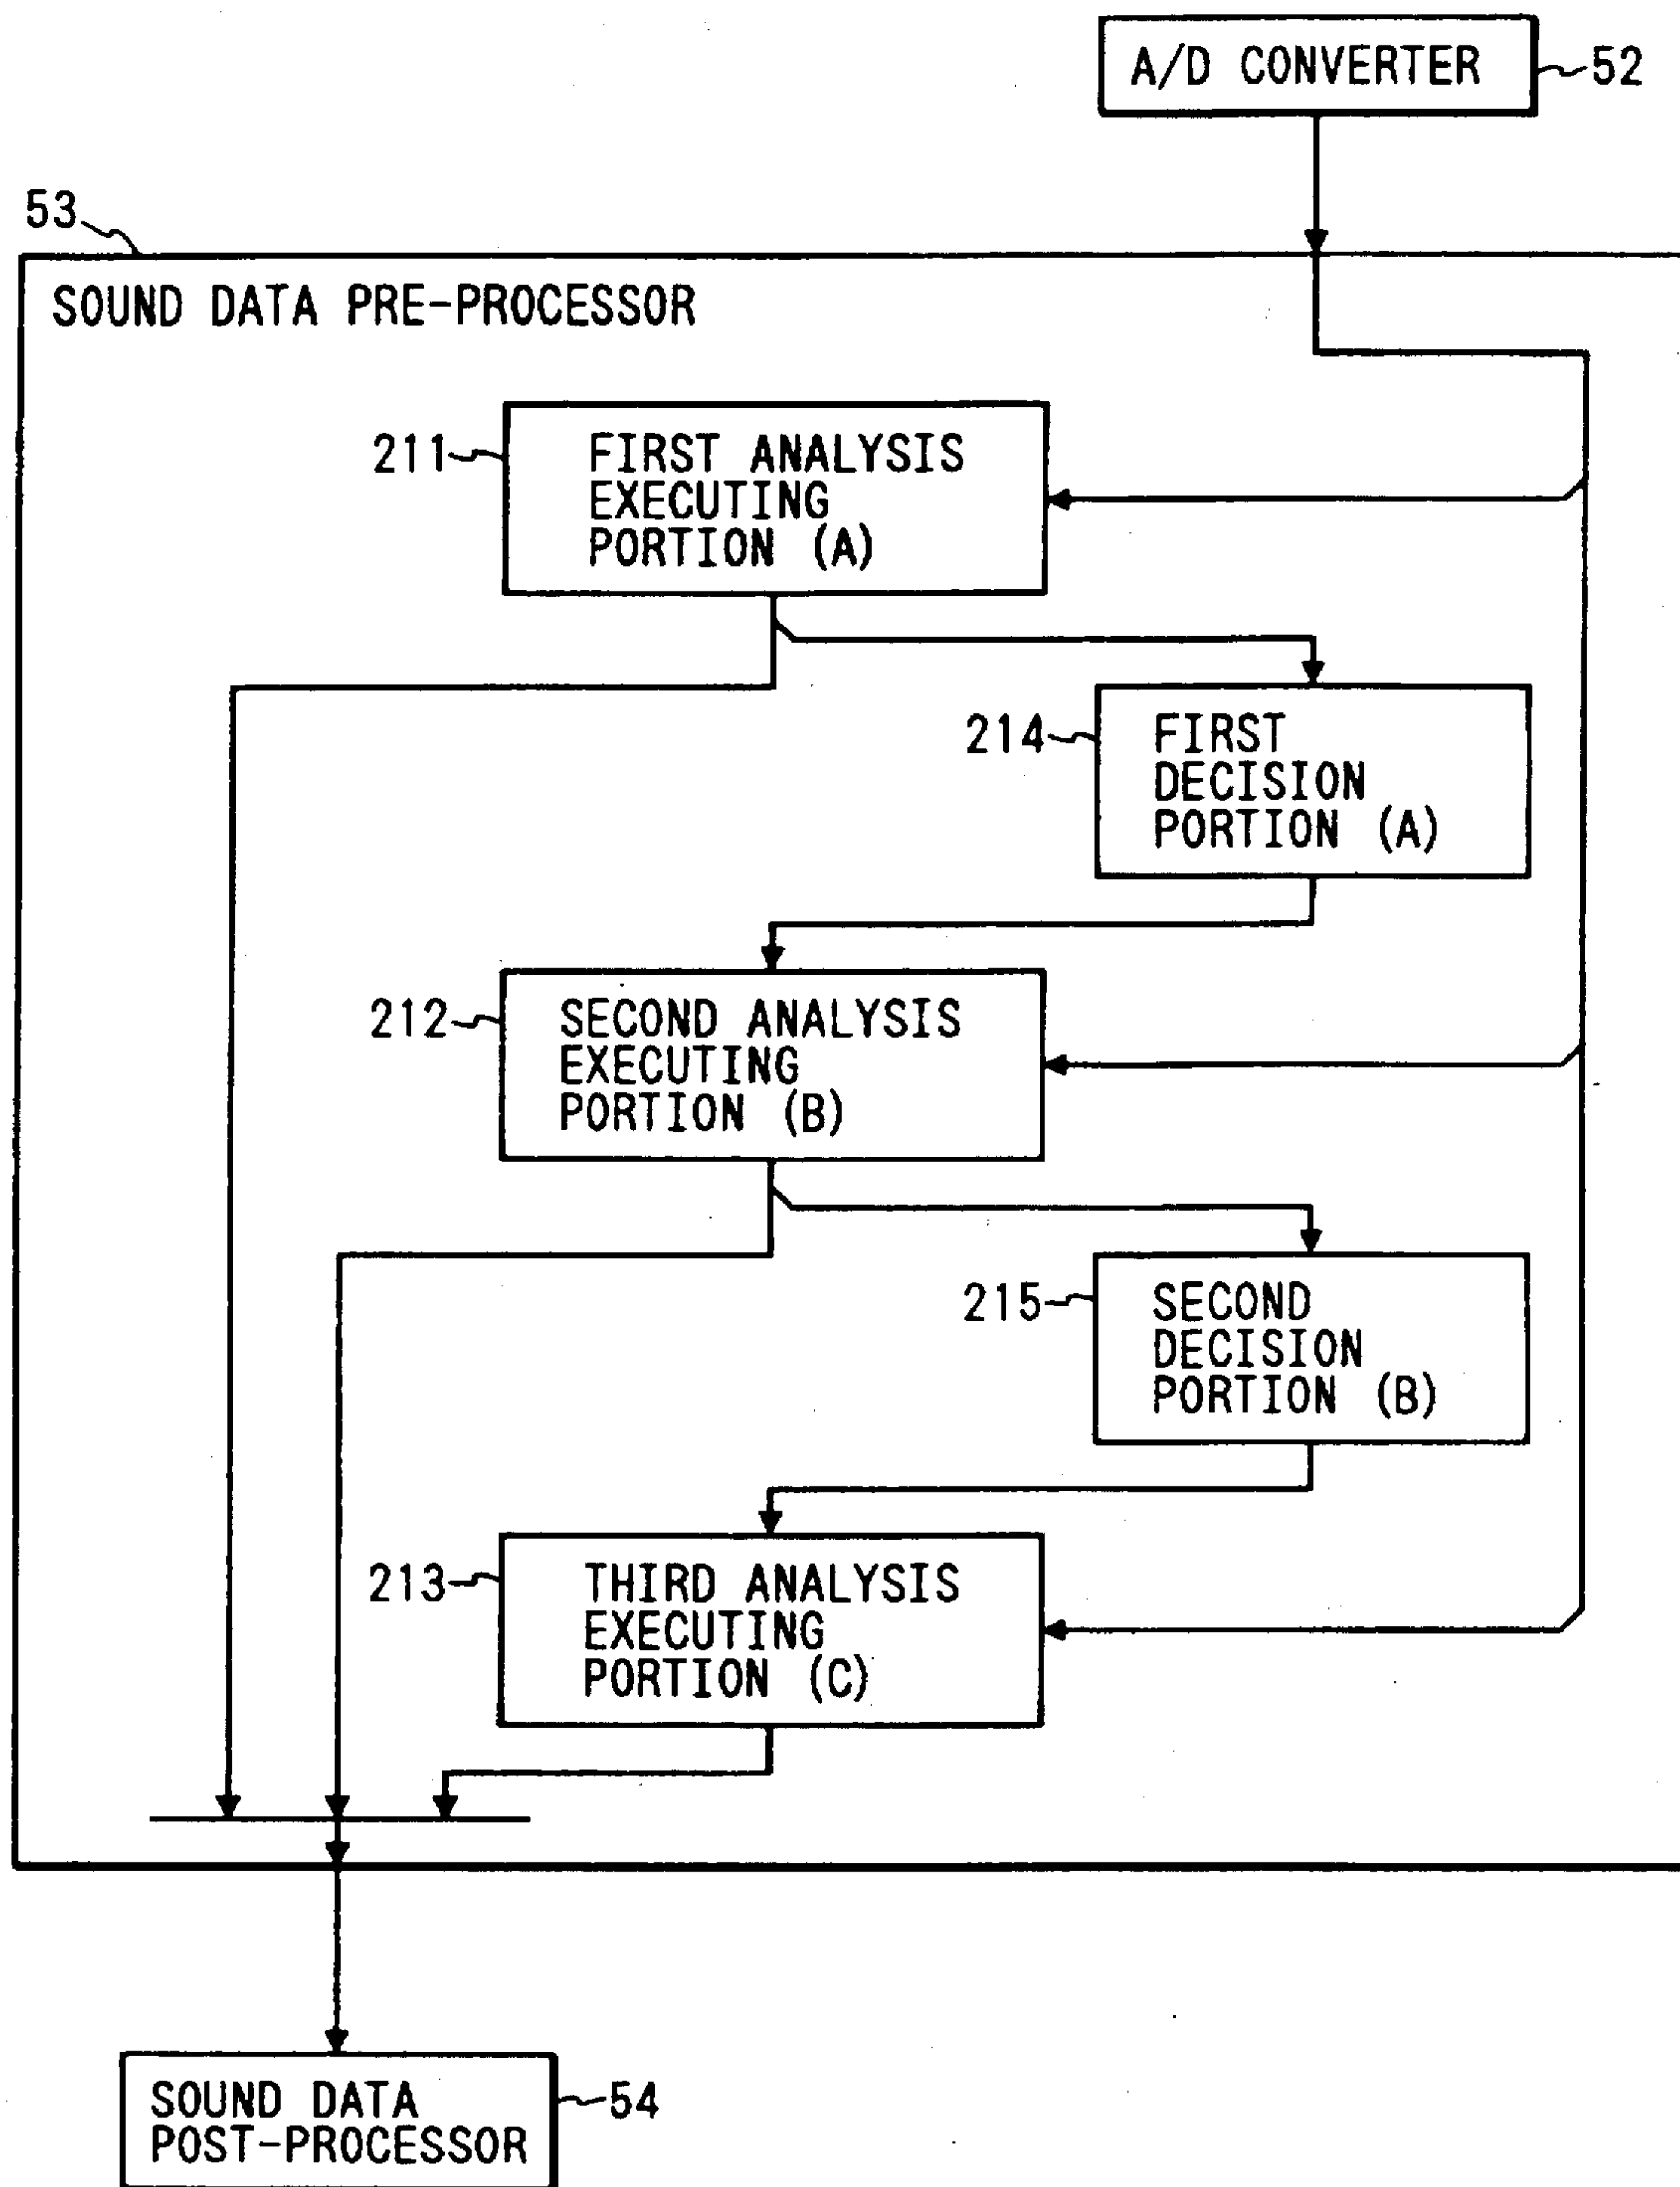 A/D CONVERTER
52
53
SOUND DATA PRE-PROCESSOR
211
FIRST ANALYSIS
EXECUTING
PORTION (A)
214
FIRST
DECISION
PORTION (A)
212
SECOND ANALYSIS
EXECUTING
PORTION (B)
215
SECOND
DECISION
PORTION (B)
213
THIRD ANALYSIS
EXECUTING
PORTION (C)
SOUND DATA
POST-PROCESSOR
54